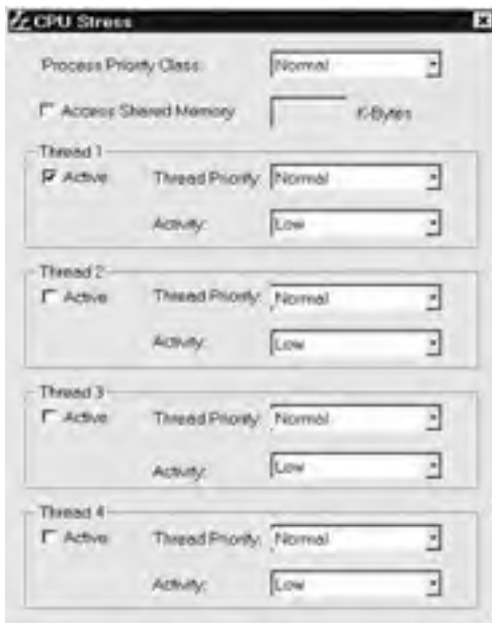 CPU Stress
Process Priority Class: Normal
Access Shared Memory K-Bytes
Thread 1
Active Thread Priority: Normal
Activity: Low
Thread 2
Active Thread Priority: Normal
Activity: Low
Thread 3
Active Thread Priority: Normal
Activity: Low
Thread 4
Active Thread Priority: Normal
Activity: Low